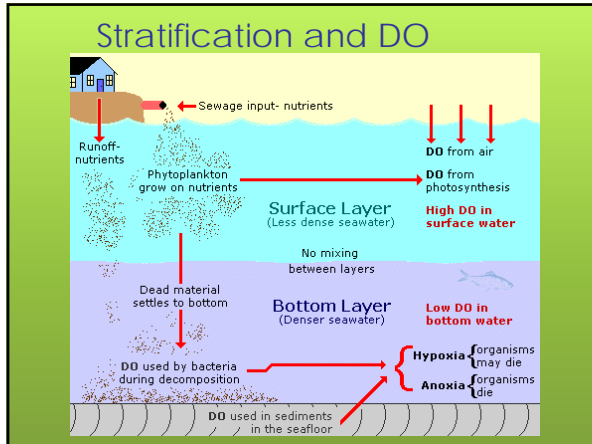 Stratification and DO
Sewage input- nutrients
Runoff-
nutrients
Phytoplankton
grow on nutrients
DO from air
DO from
photosynthesis
Surface Layer
(Less dense seawater)
High DO in
surface water
No mixing
between layers
Dead material
settles to bottom
Bottom Layer
(Denser seawater)
Low DO in
bottom water
DO used by bacteria
during decomposition
Hypoxia
organisms
may die
Anoxia
organisms
die
DO used in sediments
in the seafloor